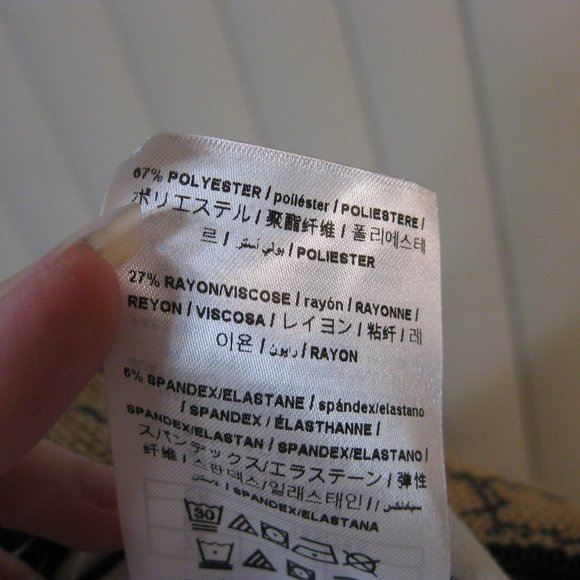 67% POLYESTER / poliéster / POLIESTERE /
ポリエステル / 聚酯纤维 / 폴리에스테
르 / بولي أستر / POLIESTER
27% RAYON/VISCOSE / rayón / RAYONNE /
REYON / VISCOSA / レイヨン / 粘纤 / 레
이온 / رايون / RAYON
6% SPANDEX/ELASTANE / spándex/elastano
/ SPANDEX / ÉLASTHANNE /
SPANDEX/ELASTAN / SPANDEX/ELASTANO /
スパンデックス/エラステーン / 弹性
纤维 / 스판덱스/일래스태인 /
SPANDEX/ELASTANA
30